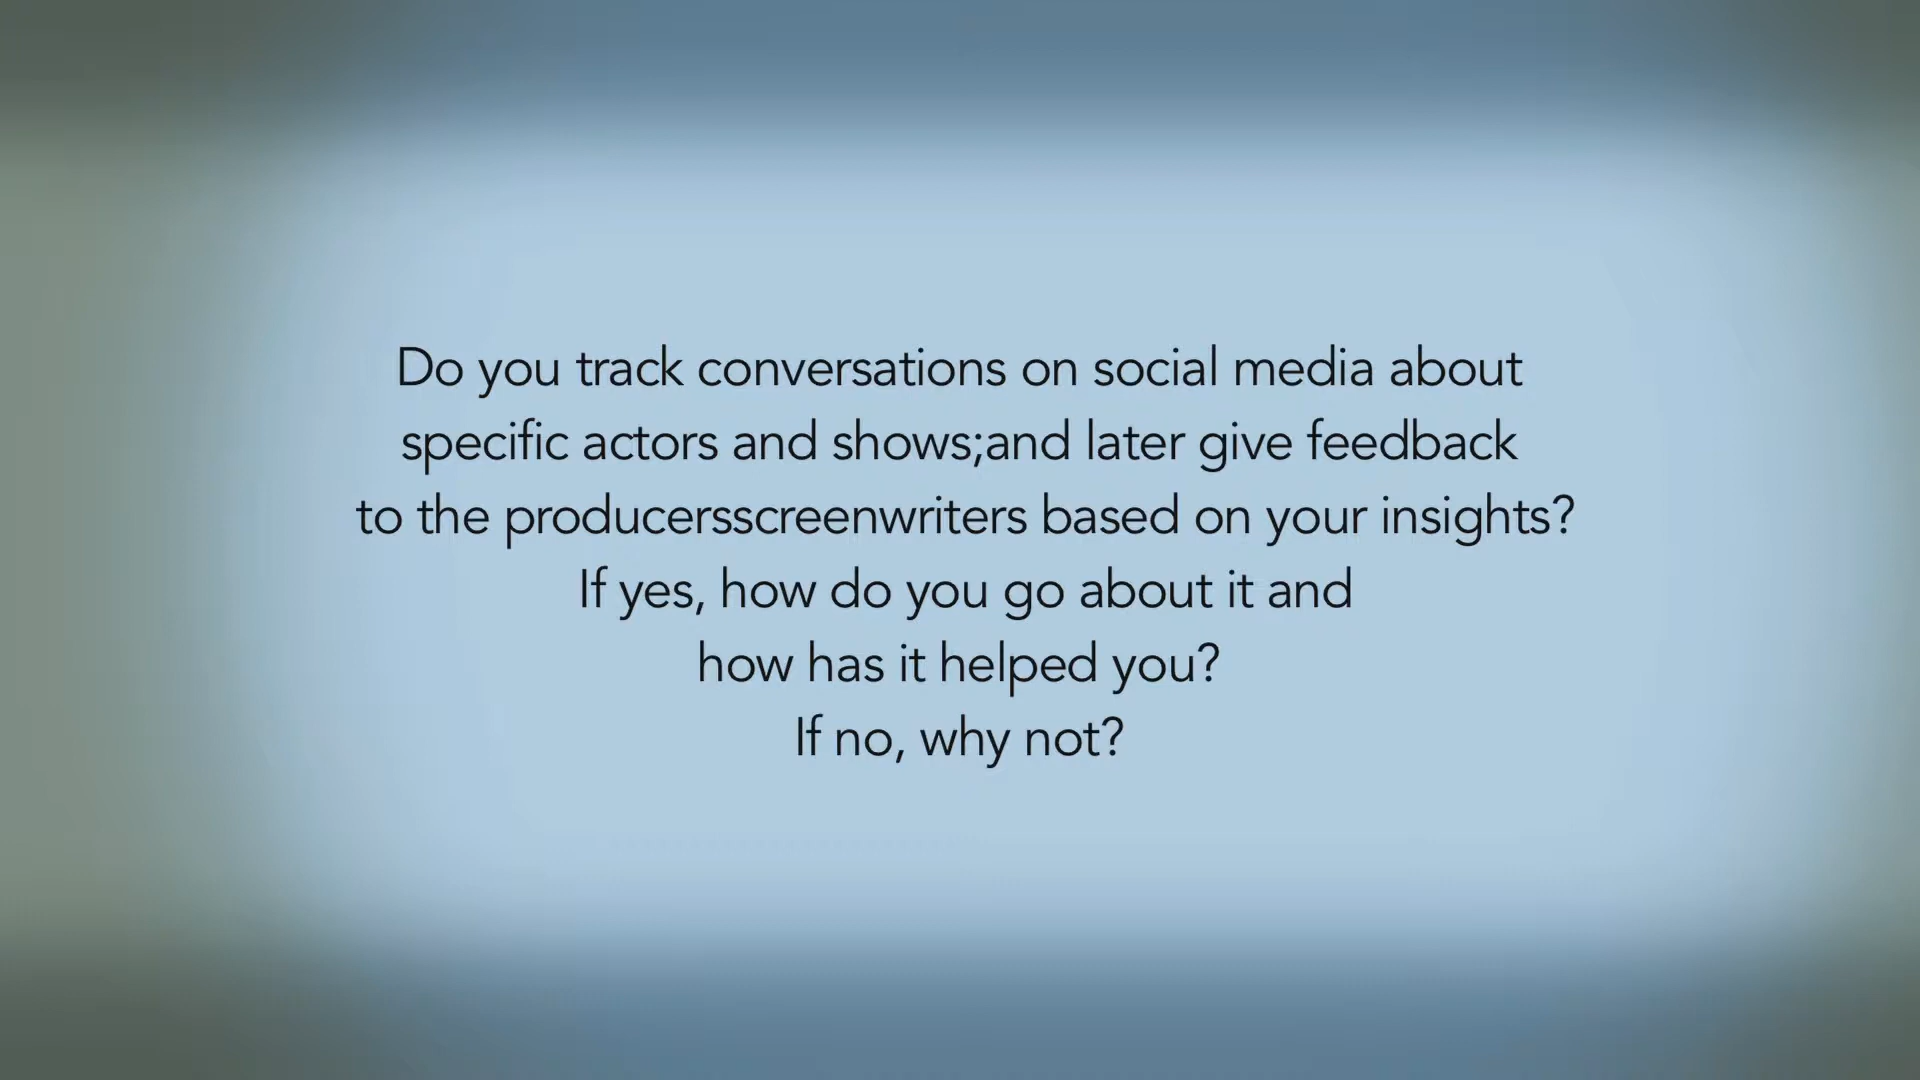 Do you track conversations on social media about
specific actors and shows;and later give feedback
to the producersscreenwriters based on your insights?
If yes, how do you go about it and
how has it helped you?
If no, why not?